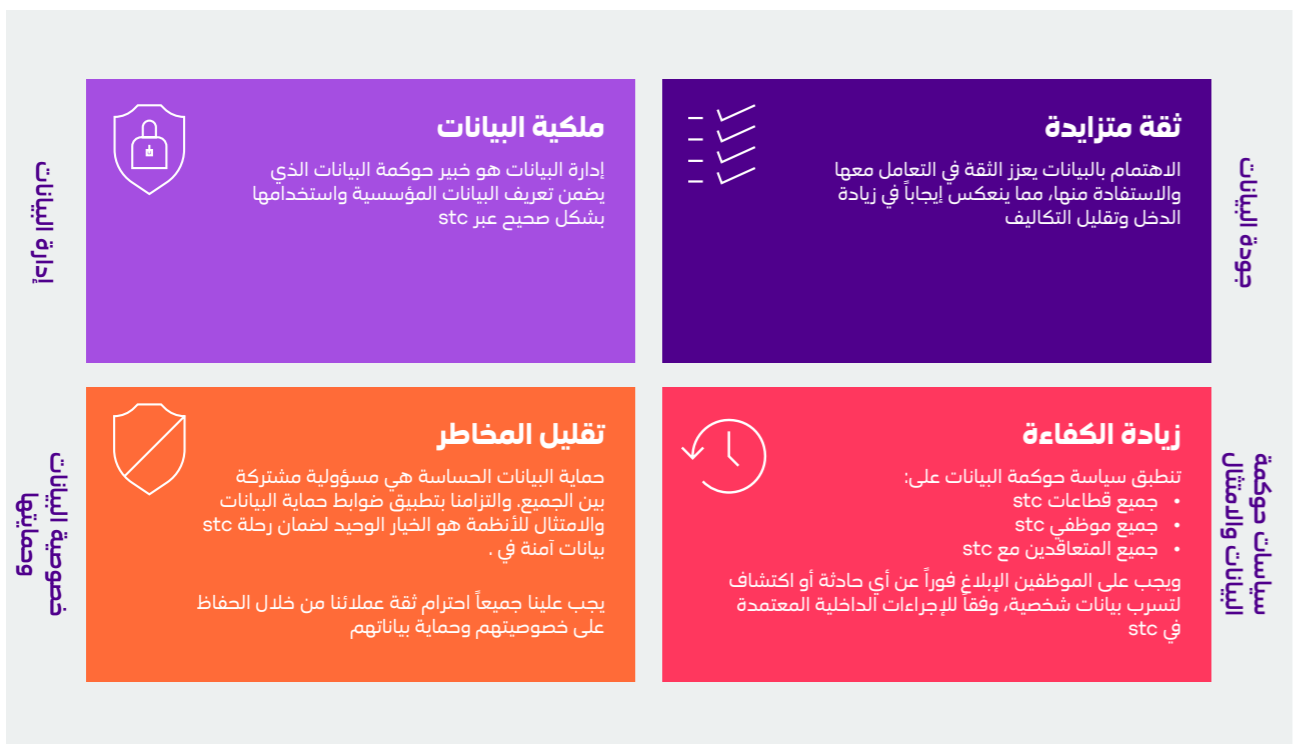 جودة البيانات
ثقة متزايدة
الاهتمام بالبيانات يعزز الثقة في التعامل معها
والاستفادة منها، مما ينعكس إيجاباً في زيادة
الدخل وتقليل التكاليف
ملكية البيانات
إدارة البيانات هو خبير حوكمة البيانات الذي
يضمن تعريف البيانات المؤسسية واستخدامها
بشكل صحيح عبر stc
إدارة البيانات
سياسات حوكمة
البيانات والامتثال
زيادة الكفاءة
تنطبق سياسة حوكمة البيانات على:
• جميع قطاعات stc
• جميع موظفي stc
• جميع المتعاقدين مع stc
ويجب على الموظفين الإبلاغ فوراً عن أي حادثة أو اكتشاف
لتسرب بيانات شخصية، وفقاً للإجراءات الداخلية المعتمدة
في stc
تقليل المخاطر
حماية البيانات الحساسة هي مسؤولية مشتركة
بين الجميع. والتزامنا بتطبيق ضوابط حماية البيانات
والامتثال للأنظمة هو الخيار الوحيد لضمان رحلة stc
بيانات آمنة في .
يجب علينا جميعاً احترام ثقة عملائنا من خلال الحفاظ
على خصوصيتهم وحماية بياناتهم
خصوصية البيانات
وحمايتها